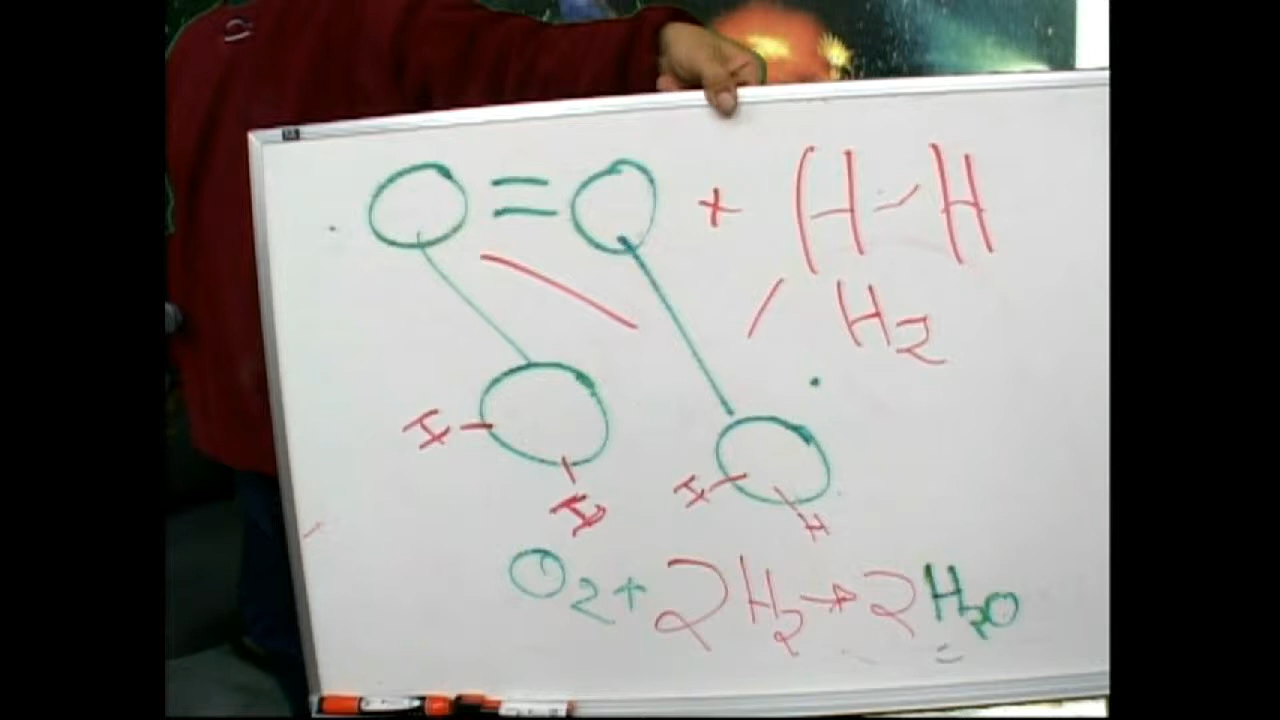 O=O + H-H
H2
H H
H H
O2 + 2H2 → 2H2O